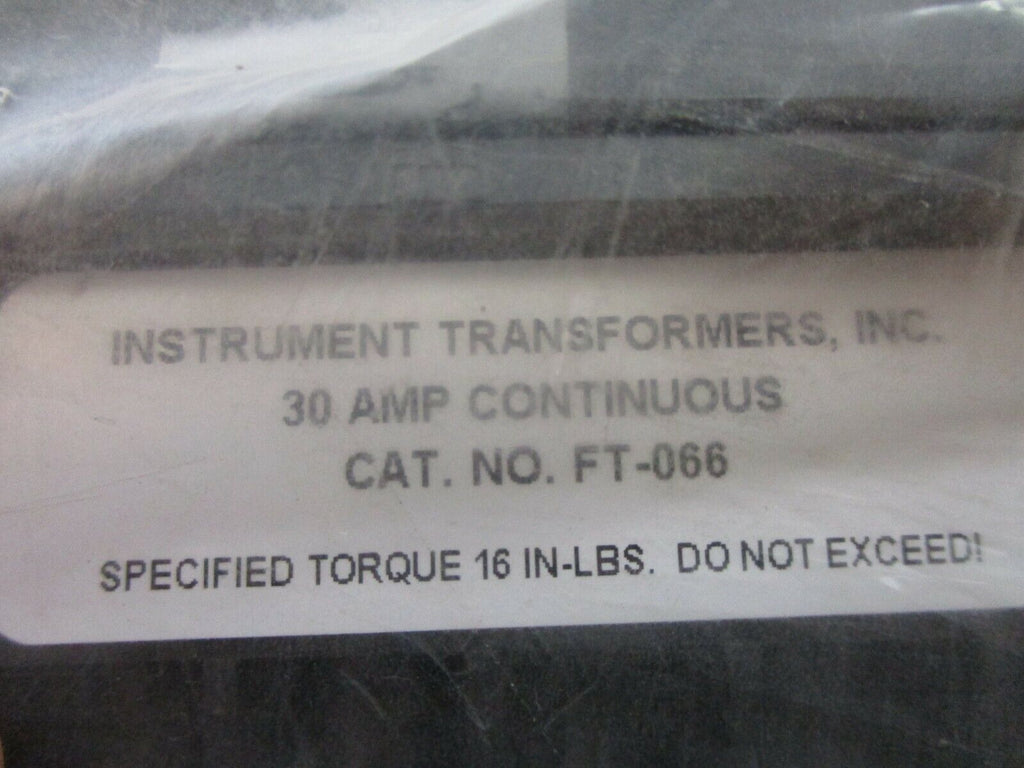 INSTRUMENT TRANSFORMERS, INC.
30 AMP CONTINUOUS
CAT. NO. FT-066
SPECIFIED TORQUE 16 IN-LBS. DO NOT EXCEED!